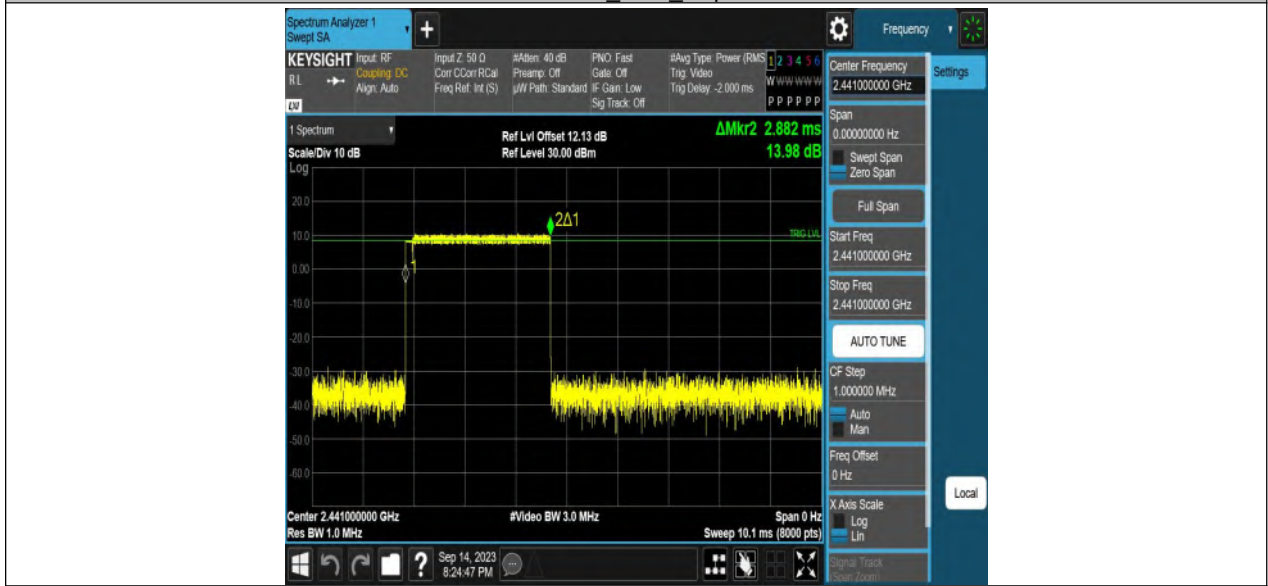 Spectrum Analyzer 1
Swept SA
+
Frequency
KEYSIGHT
RL
LXI
Input: RF
Coupling: DC
Align: Auto
Input Z: 50 Ω
Corr CCorr RCal
Freq Ref: Int (S)
#Atten: 40 dB
Preamp: Off
µW Path: Standard
PNO: Fast
Gate: Off
IF Gain: Low
Sig Track: Off
#Avg Type: Power (RMS
Trig: Video
Trig Delay: -2.000 ms
1 2 3 4 5 6
W W W W W W
P P P P P P
1 Spectrum
Scale/Div 10 dB
Log
Ref Lvl Offset 12.13 dB
Ref Level 30.00 dBm
ΔMkr2 2.882 ms
13.98 dB
20.0
10.0
0.00
-10.0
-20.0
-30.0
-40.0
-50.0
-60.0
2Δ1
1
TRIG LVL
Center 2.441000000 GHz
Res BW 1.0 MHz
#Video BW 3.0 MHz
Span 0 Hz
Sweep 10.1 ms (8000 pts)
Center Frequency
2.441000000 GHz
Settings
Span
0.00000000 Hz
Swept Span
Zero Span
Full Span
Start Freq
2.441000000 GHz
Stop Freq
2.441000000 GHz
AUTO TUNE
CF Step
1.000000 MHz
Auto
Man
Freq Offset
0 Hz
X Axis Scale
Log
Lin
Signal Track
(Span Zoom)
Local
?
Sep 14, 2023
8:24:47 PM